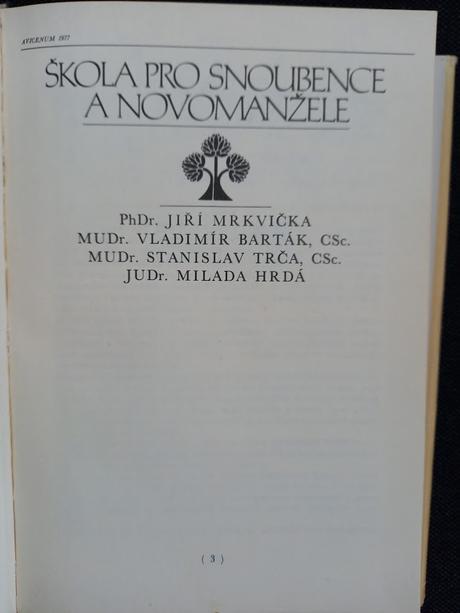 AVICENUM 1977
ŠKOLA PRO SNOUBENCE
A NOVOMANŽELE
PhDr. JIŘÍ MRKVIČKA
MUDr. VLADIMÍR BARTÁK, CSc.
MUDr. STANISLAV TRČA, CSc.
JUDr. MILADA HRDÁ
( 3 )